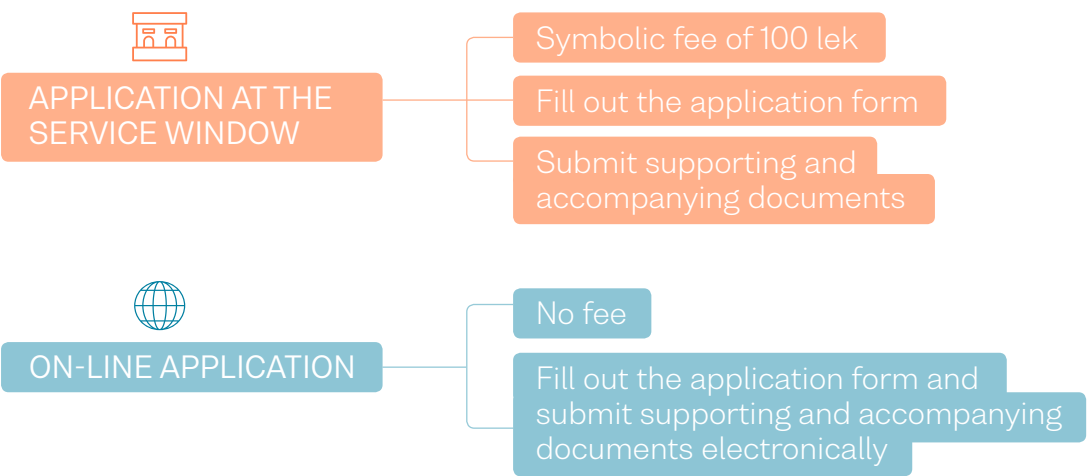 APPLICATION AT THE
SERVICE WINDOW
Symbolic fee of 100 lek
Fill out the application form
Submit supporting and
accompanying documents
ON-LINE APPLICATION
No fee
Fill out the application form and
submit supporting and accompanying
documents electronically